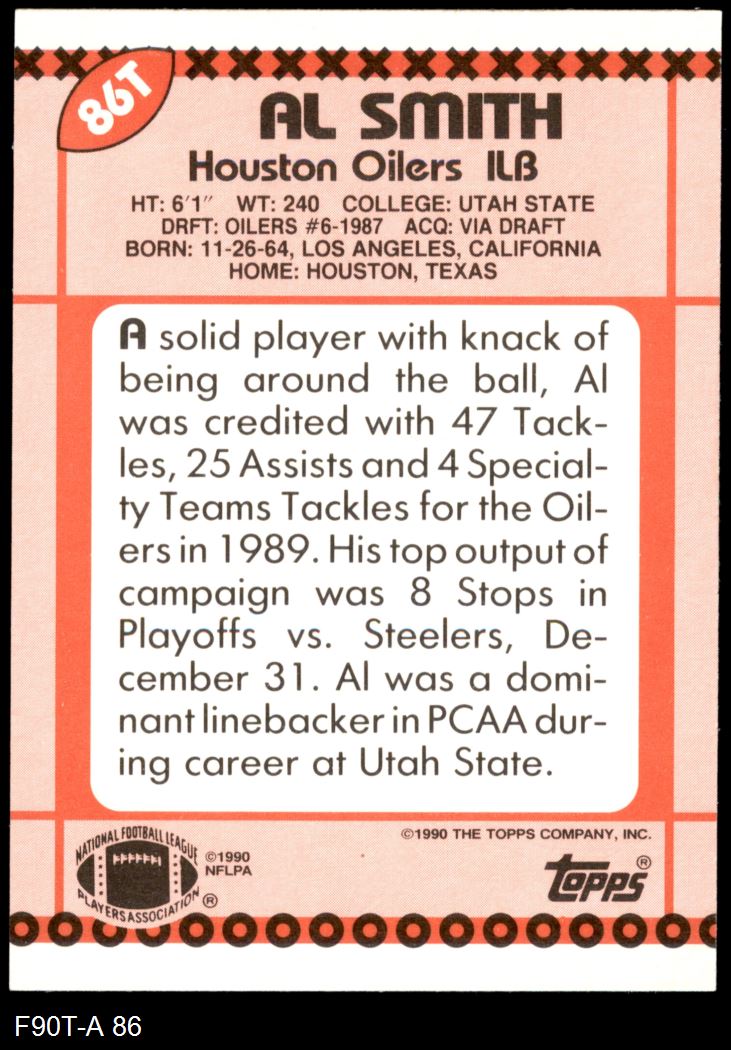 86T
AL SMITH
Houston Oilers ILB
HT: 6'1" WT: 240 COLLEGE: UTAH STATE
DRFT: OILERS #6-1987 ACQ: VIA DRAFT
BORN: 11-26-64, LOS ANGELES, CALIFORNIA
HOME: HOUSTON, TEXAS
A solid player with knack of
being around the ball, Al
was credited with 47 Tack-
les, 25 Assists and 4 Special-
ty Teams Tackles for the Oil-
ers in 1989. His top output of
campaign was 8 Stops in
Playoffs vs. Steelers, De-
cember 31. Al was a domi-
nant linebacker in PCAA dur-
ing career at Utah State.
©1990 THE TOPPS COMPANY, INC.
NATIONAL FOOTBALL LEAGUE
PLAYERS ASSOCIATION ®
©1990
NFLPA
TOPPS ®
F90T-A 86